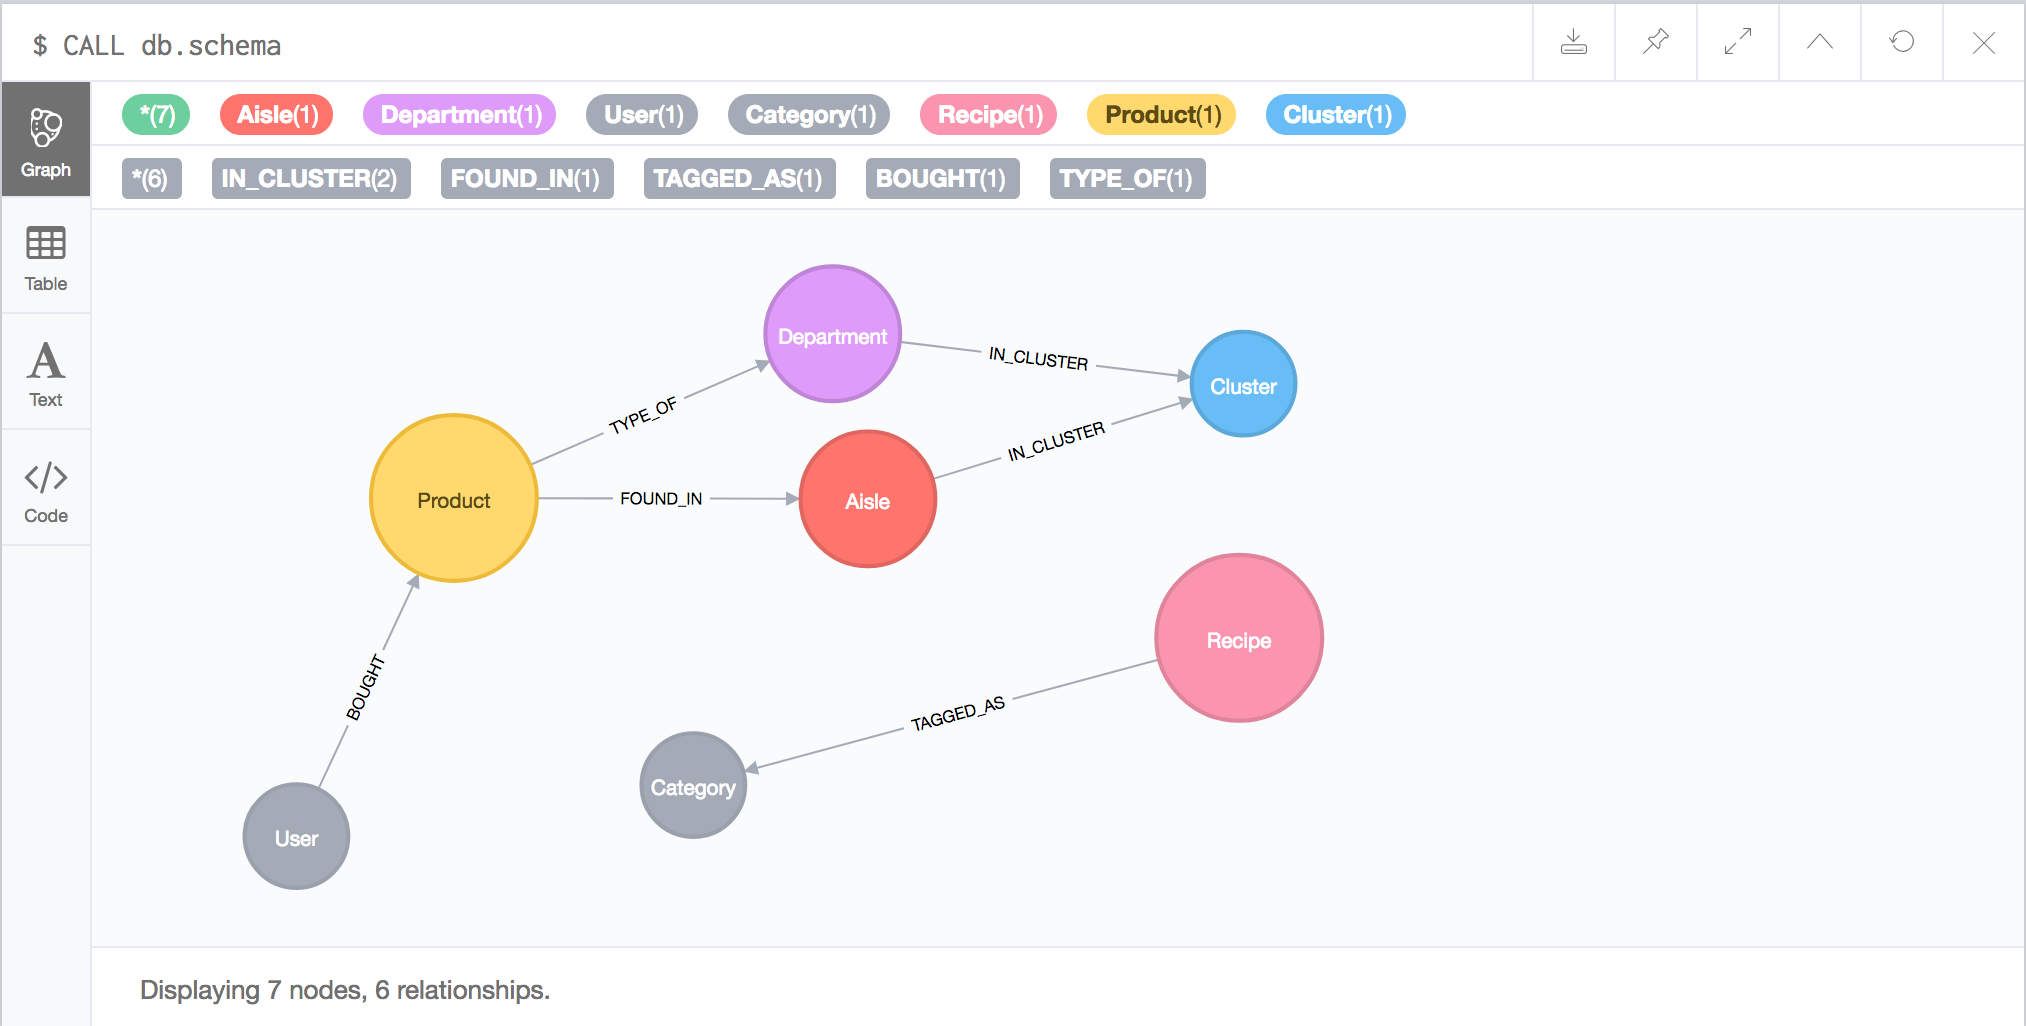 $ CALL db.schema
Graph
*(7) Aisle(1) Department(1) User(1) Category(1) Recipe(1) Product(1) Cluster(1)
*(6) IN_CLUSTER(2) FOUND_IN(1) TAGGED_AS(1) BOUGHT(1) TYPE_OF(1)
Table
A
Text
</>
Code
Department
IN_CLUSTER
Cluster
TYPE_OF
IN_CLUSTER
Product
FOUND_IN
Aisle
Recipe
BOUGHT
TAGGED_AS
Category
User
Displaying 7 nodes, 6 relationships.